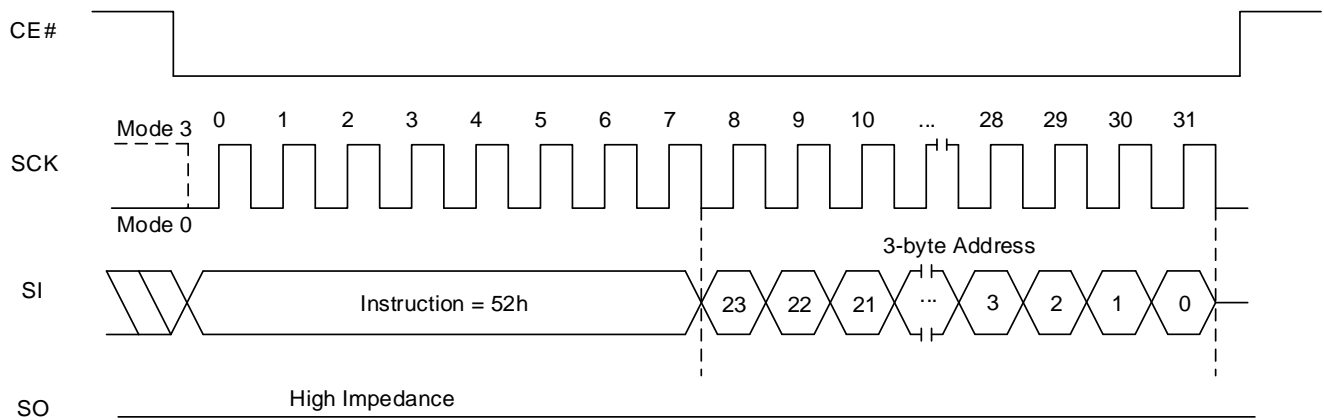 CE#
Mode 3
0 1 2 3 4 5 6 7 8 9 10 ... 28 29 30 31
SCK
Mode 0
3-byte Address
SI
Instruction = 52h
23 22 21 ... 3 2 1 0
High Impedance
SO